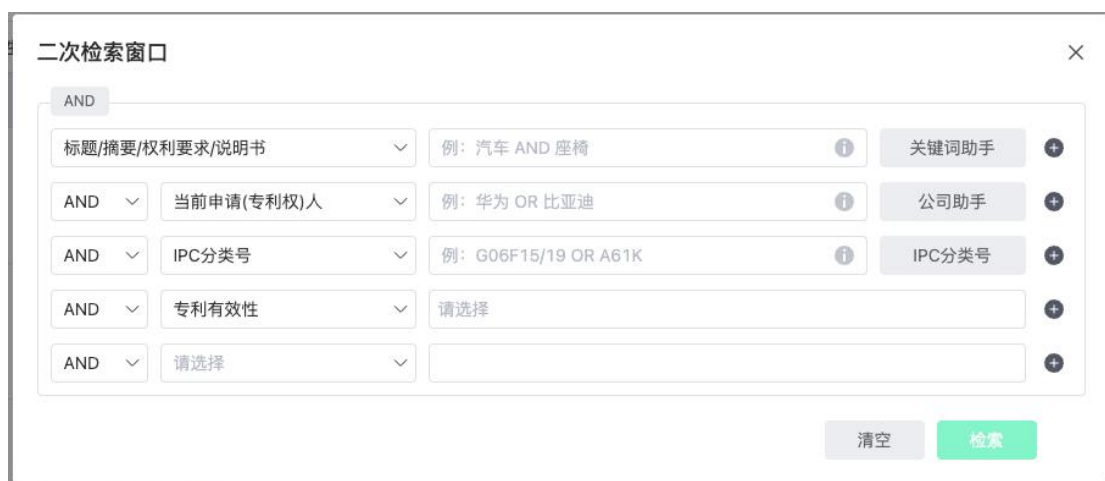 二次检索窗口
AND
标题/摘要/权利要求/说明书 例：汽车 AND 座椅 关键词助手
AND 当前申请(专利权)人 例：华为 OR 比亚迪 公司助手
AND IPC分类号 例：G06F15/19 OR A61K IPC分类号
AND 专利有效性 请选择
AND 请选择
清空 检索